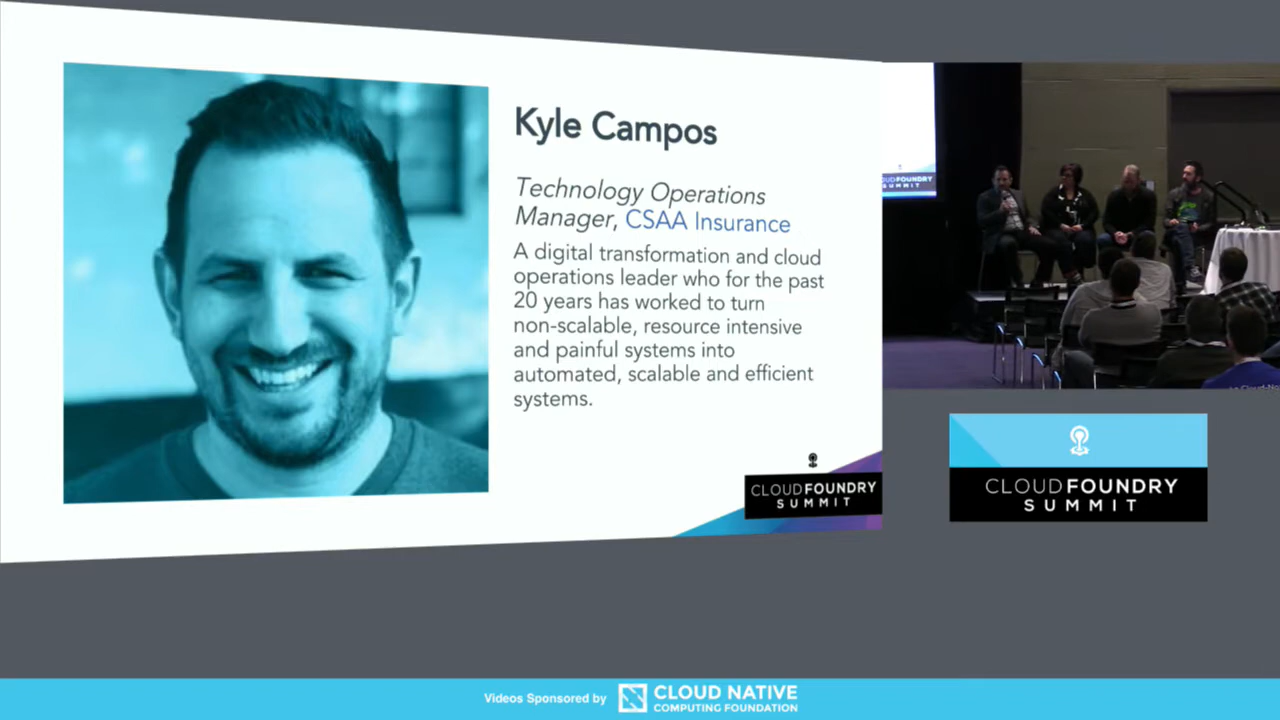 Kyle Campos
Technology Operations
Manager, CSAA Insurance
A digital transformation and cloud
operations leader who for the past
20 years has worked to turn
non-scalable, resource intensive
and painful systems into
automated, scalable and efficient
systems.
CLOUDFOUNDRY
SUMMIT
CLOUDFOUNDRY
SUMMIT
CLOUDFOUNDRY
SUMMIT
Videos Sponsored by
CLOUD NATIVE
COMPUTING FOUNDATION